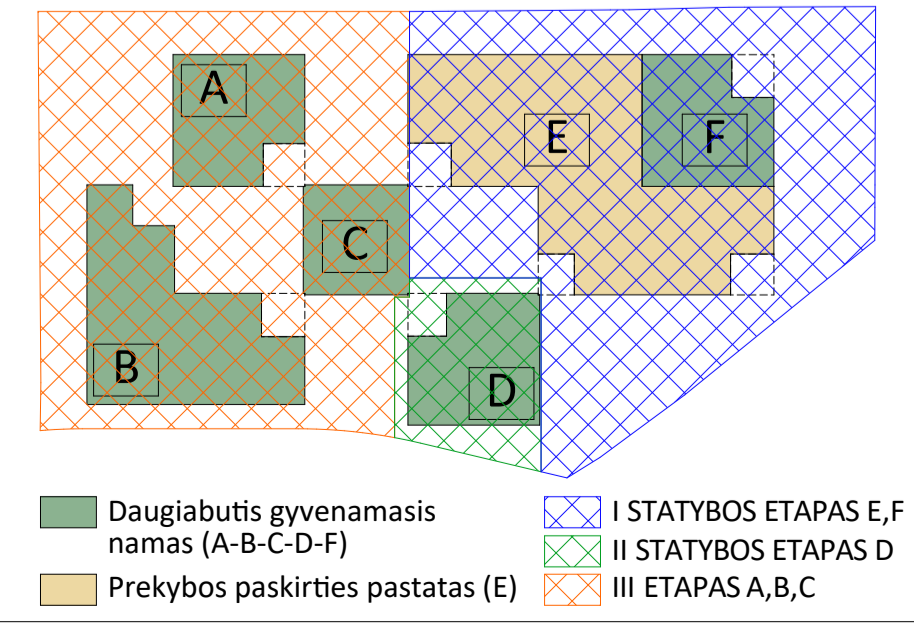 A
E
F
C
B
D
Daugiabutis gyvenamasis
namas (A-B-C-D-F)
Prekybos paskirties pastatas (E)
I STATYBOS ETAPAS E,F
II STATYBOS ETAPAS D
III ETAPAS A,B,C